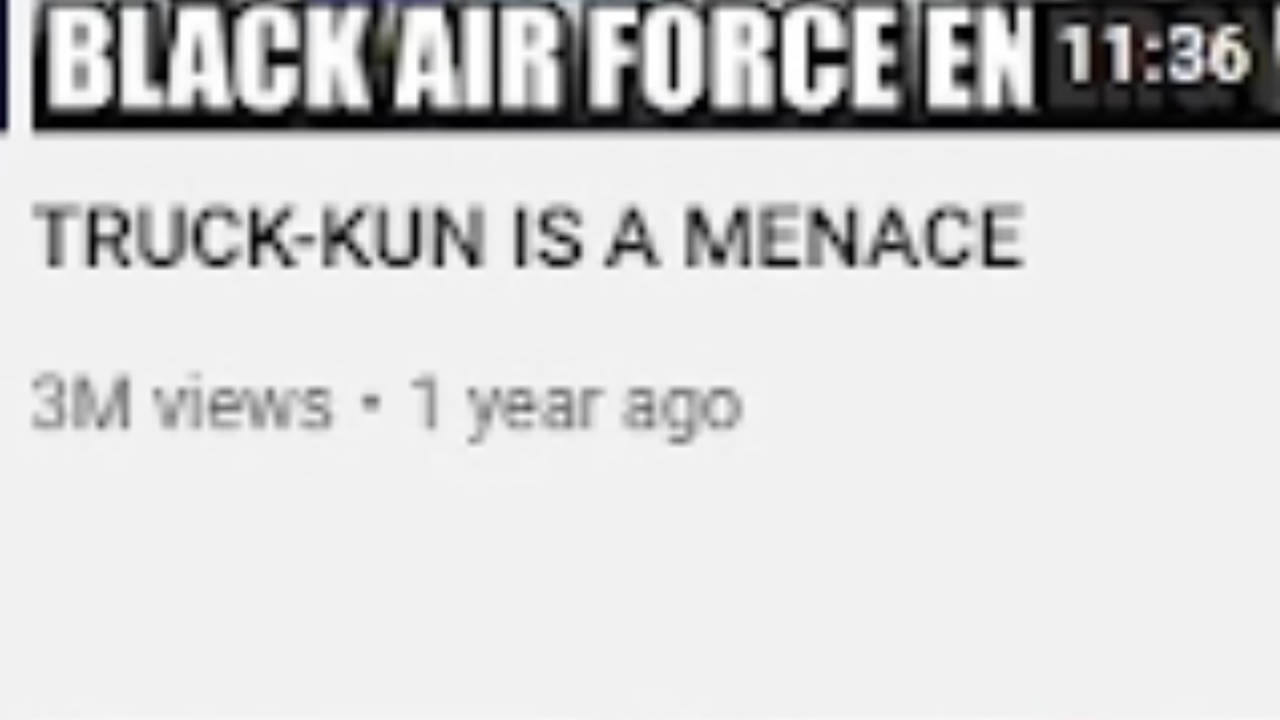 BLACK AIR FORCE EN
11:36
TRUCK-KUN IS A MENACE
3M views • 1 year ago